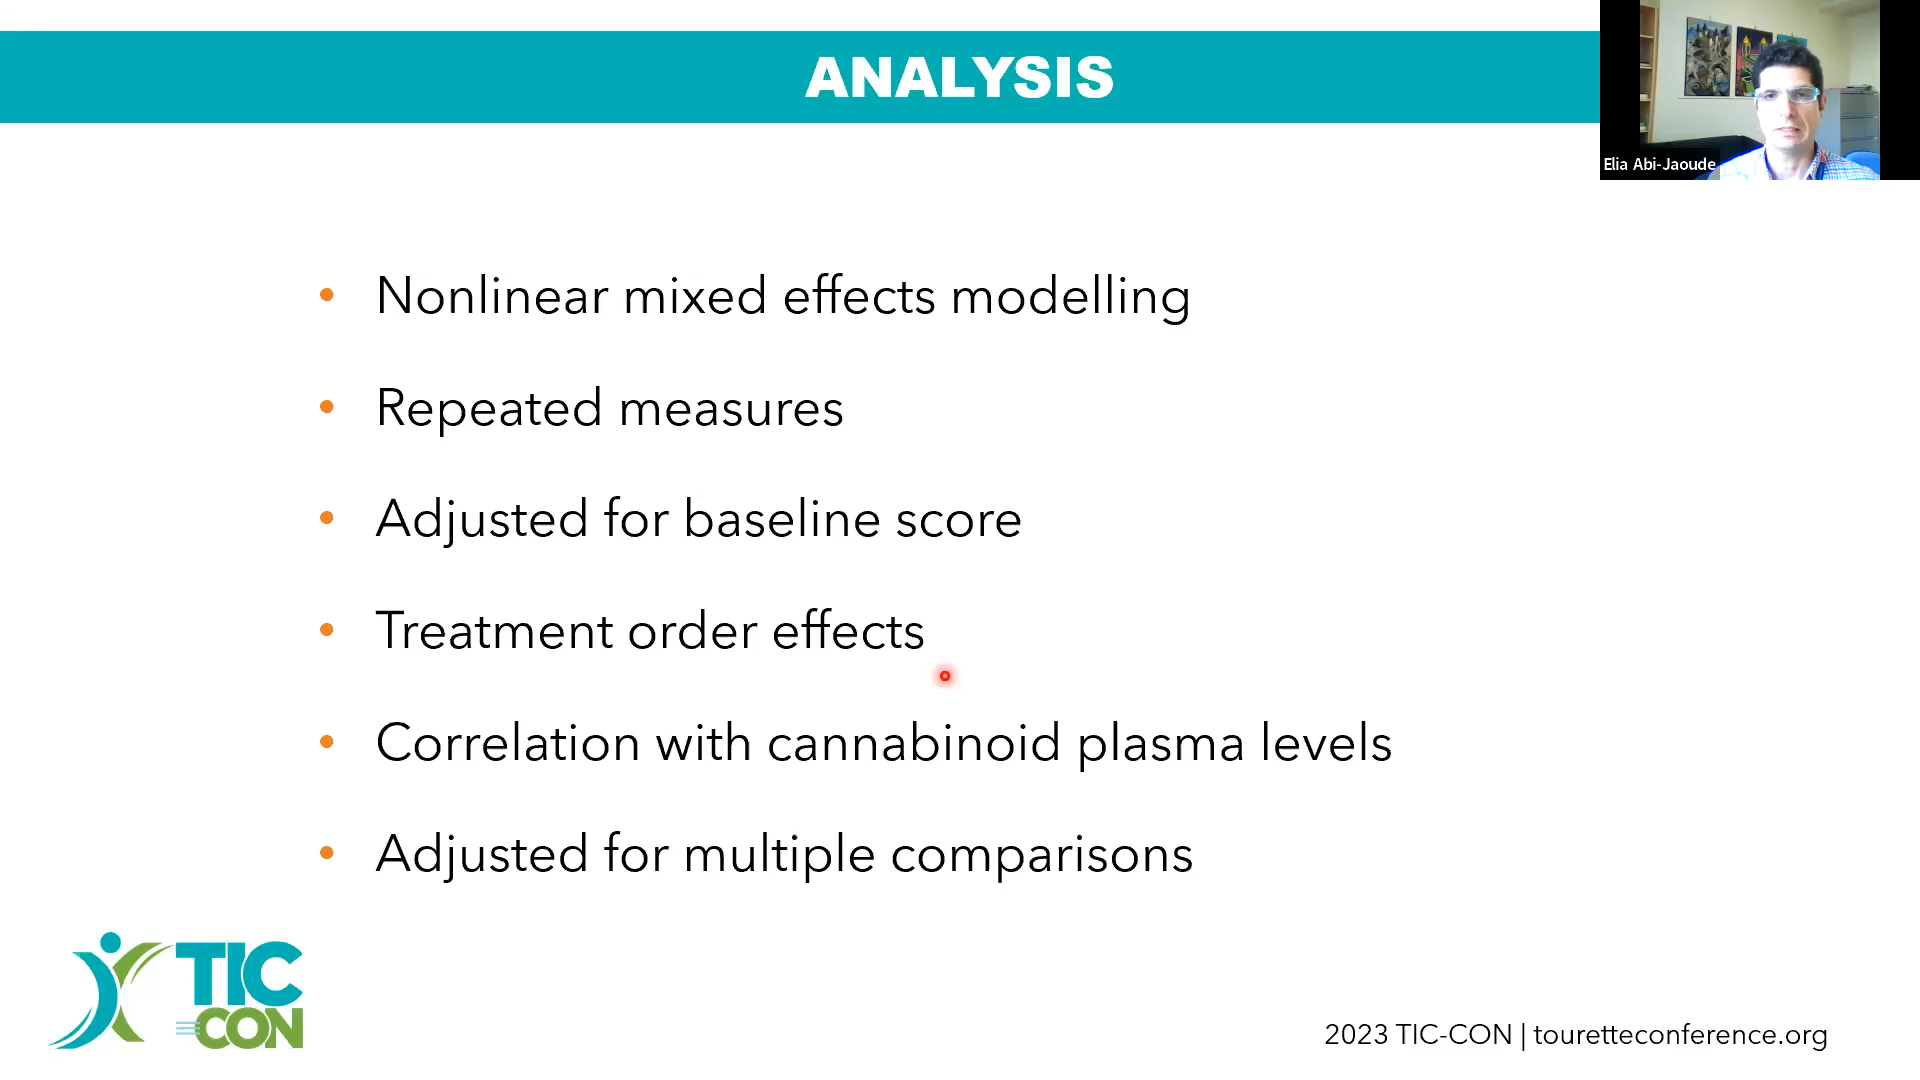 ANALYSIS
Elia Abi-Jaoude
• Nonlinear mixed effects modelling
• Repeated measures
• Adjusted for baseline score
• Treatment order effects
• Correlation with cannabinoid plasma levels
• Adjusted for multiple comparisons
TIC
CON
2023 TIC-CON | touretteconference.org